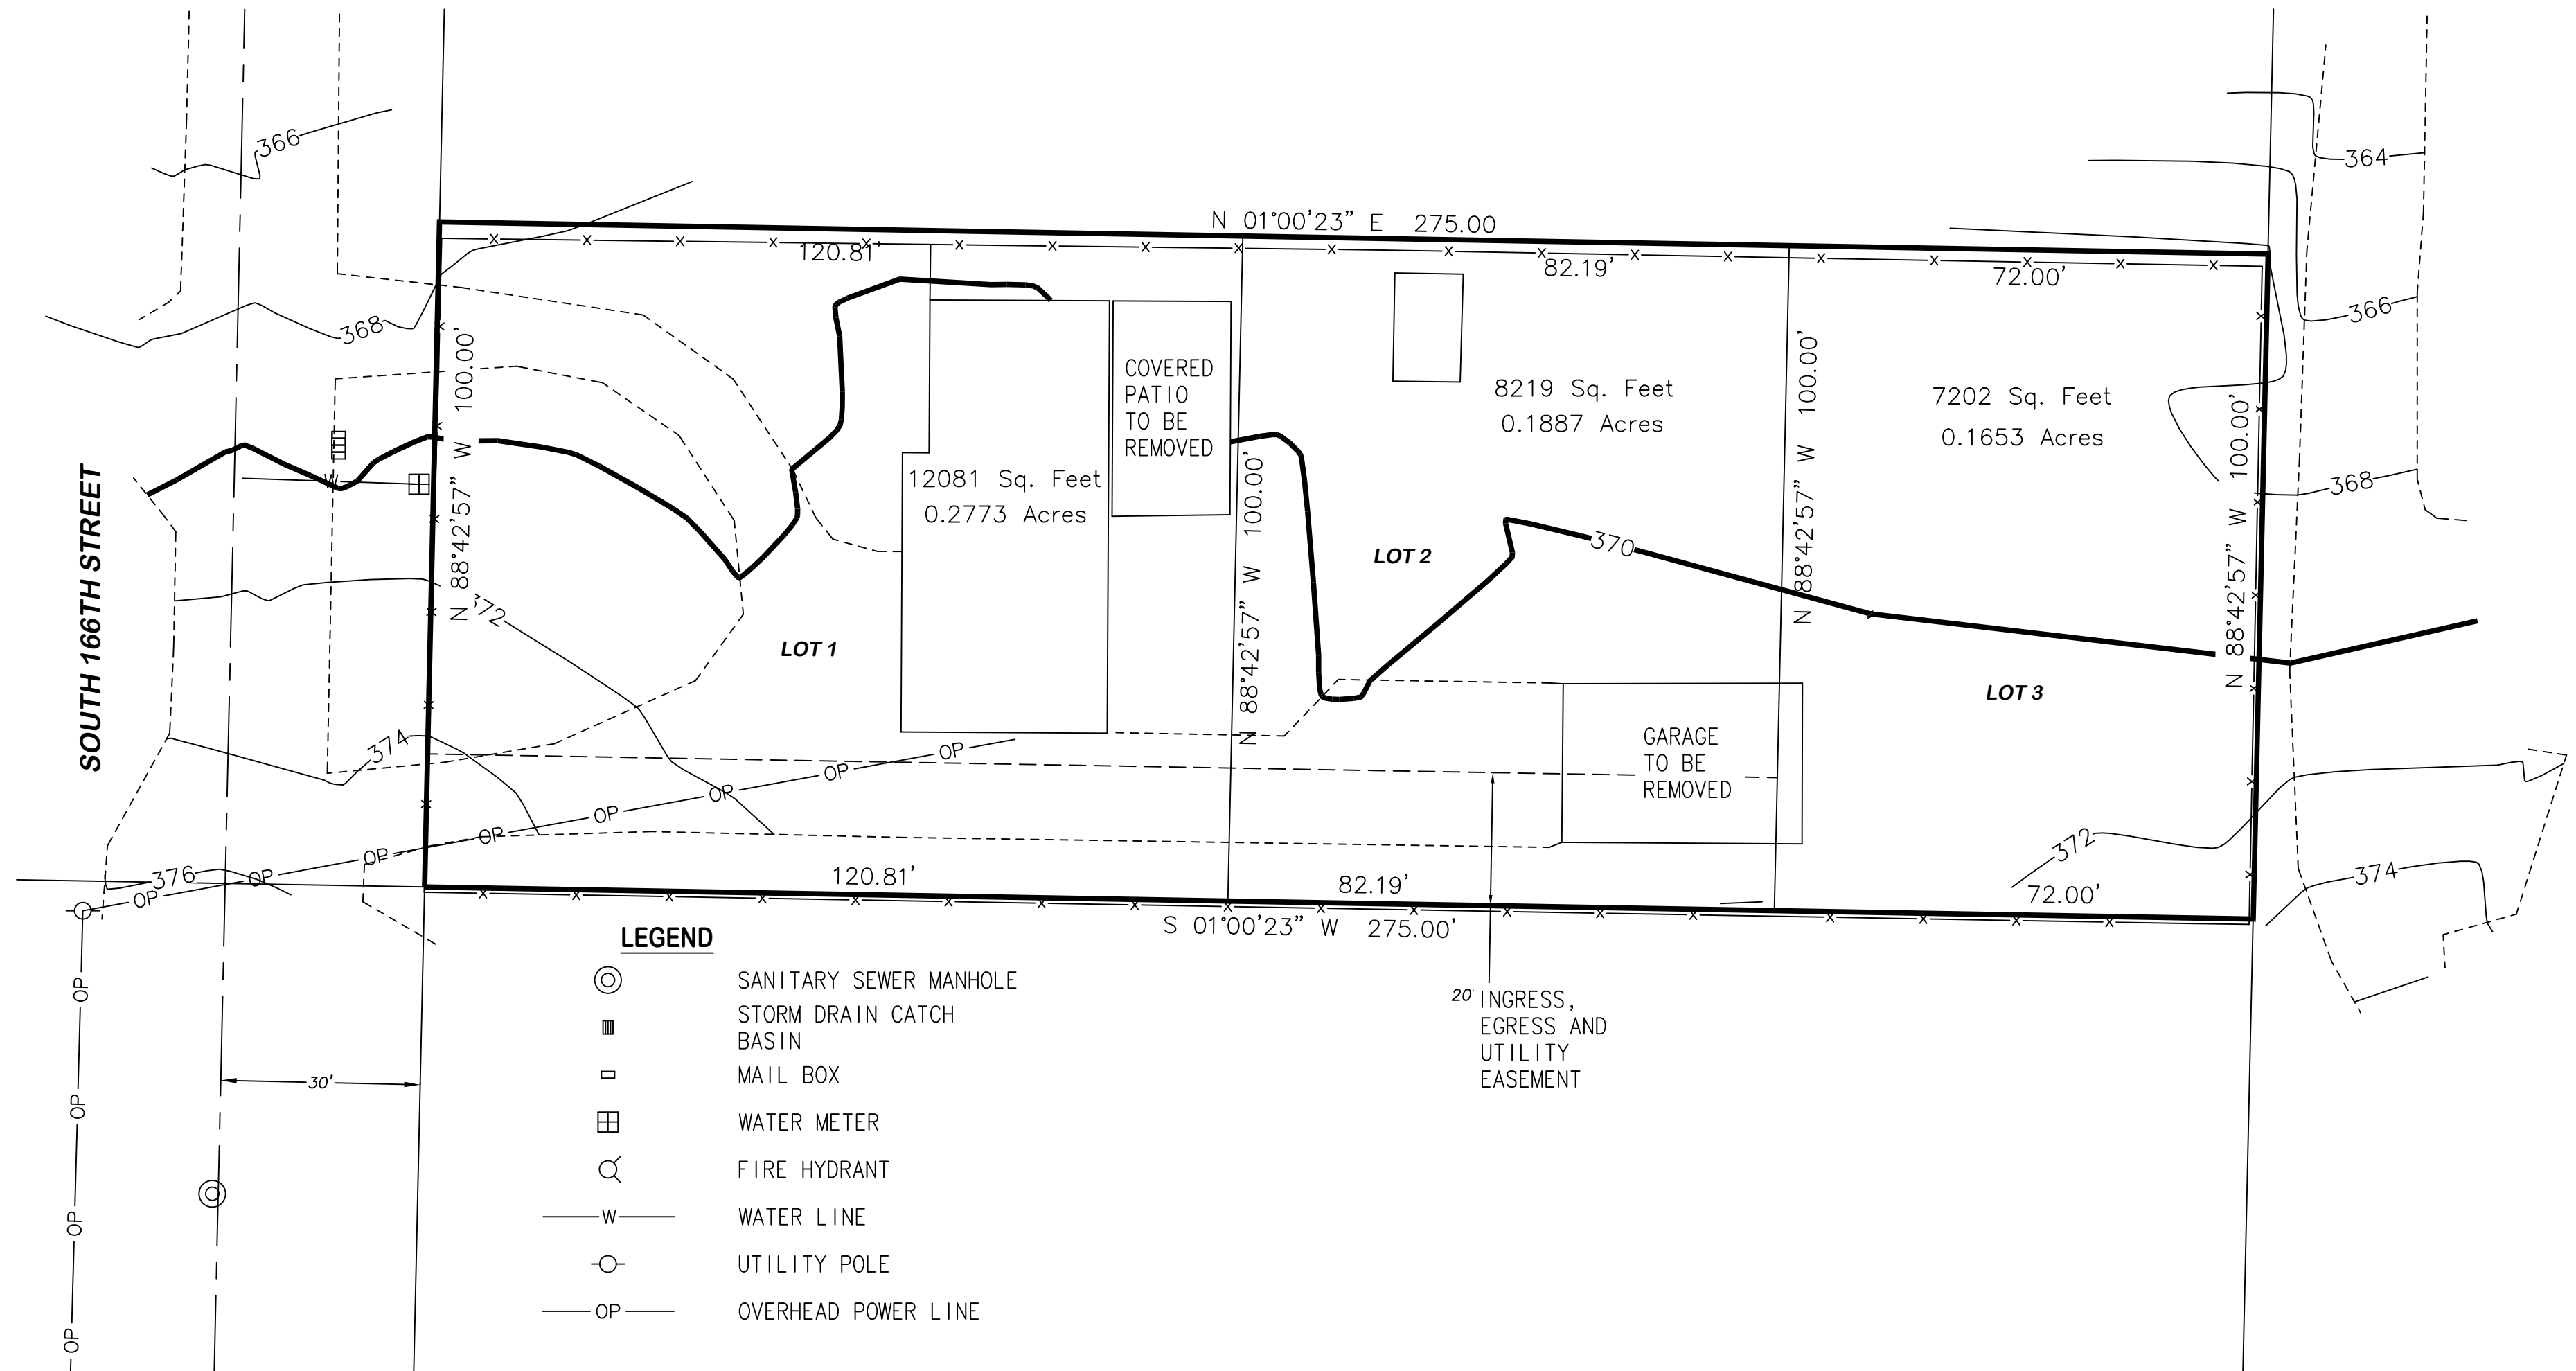 366
364
N 01°00'23" E 275.00
120.81'
82.19'
72.00'
368
366
N 88°42'57" W 100.00'
COVERED
PATIO
TO BE
REMOVED
8219 Sq. Feet
0.1887 Acres
N 88°42'57" W 100.00'
7202 Sq. Feet
0.1653 Acres
12081 Sq. Feet
0.2773 Acres
N 88°42'57" W 100.00'
N 88°42'57" W 100.00'
368
W
SOUTH 166TH STREET
370
LOT 2
372
LOT 1
LOT 3
374
GARAGE
TO BE
REMOVED
OP
OP
OP
OP
OP
OP
OP
OP
376
372
374
120.81'
82.19'
72.00'
S 01°00'23" W 275.00'
LEGEND
SANITARY SEWER MANHOLE
STORM DRAIN CATCH
BASIN
MAIL BOX
WATER METER
FIRE HYDRANT
W WATER LINE
UTILITY POLE
OP OVERHEAD POWER LINE
20' INGRESS,
EGRESS AND
UTILITY
EASEMENT
30'
OP
OP
OP
OP